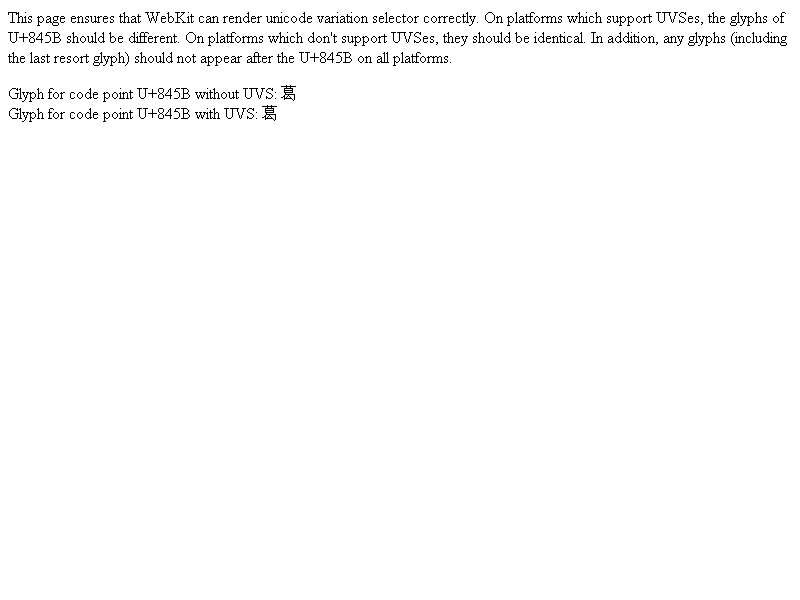 This page ensures that WebKit can render unicode variation selector correctly. On platforms which support UVSes, the glyphs of
U+845B should be different. On platforms which don't support UVSes, they should be identical. In addition, any glyphs (including
the last resort glyph) should not appear after the U+845B on all platforms.
Glyph for code point U+845B without UVS: 葛
Glyph for code point U+845B with UVS: 葛